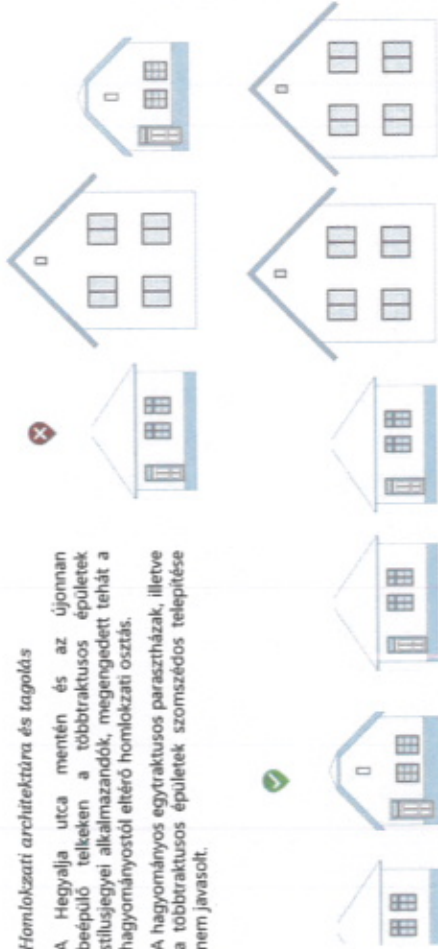 Homlokzati architektúra és tagolás
A Hegyalja utca mentén és az újonnan
beépülő telkeken a többtraktusos épületek
stílusjegyei alkalmazandók, megengedett tehát a
hagyományostól eltérő homlokzati osztás.
A hagyományos egytraktusos parasztházak, illetve
a többtraktusos épületek szomszédos telepítése
nem javasolt.